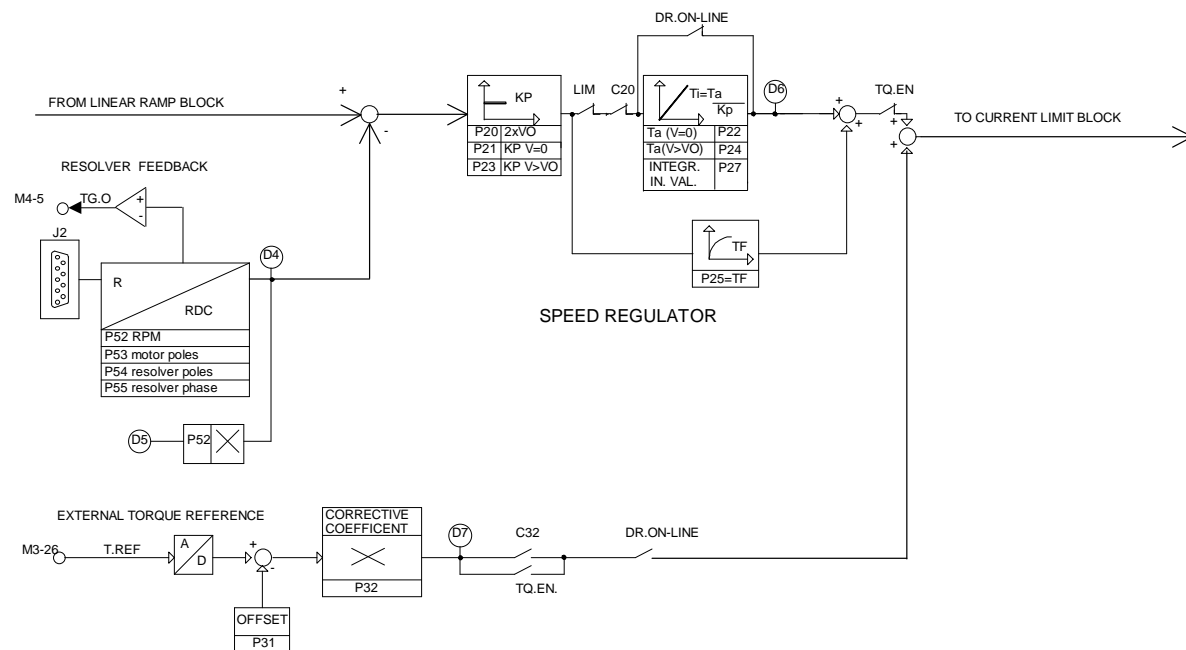 DR.ON-LINE
FROM LINEAR RAMP BLOCK
+
-
KP
P20 2xVO
P21 KP V=0
P23 KP V>VO
LIM
C20
Ti=Ta
Kp
Ta (V=0) P22
Ta(V>VO) P24
INTEGR. P27
IN. VAL.
D6
+
+
TQ.EN
+
+
TO CURRENT LIMIT BLOCK
TF
P25=TF
SPEED REGULATOR
RESOLVER FEEDBACK
M4-5
TG.O
+
-
J2
D4
R
RDC
P52 RPM
P53 motor poles
P54 resolver poles
P55 resolver phase
D5
P52
EXTERNAL TORQUE REFERENCE
M3-26
T.REF
A
D
+
-
OFFSET
P31
CORRECTIVE
COEFFICENT
P32
D7
C32
TQ.EN.
DR.ON-LINE